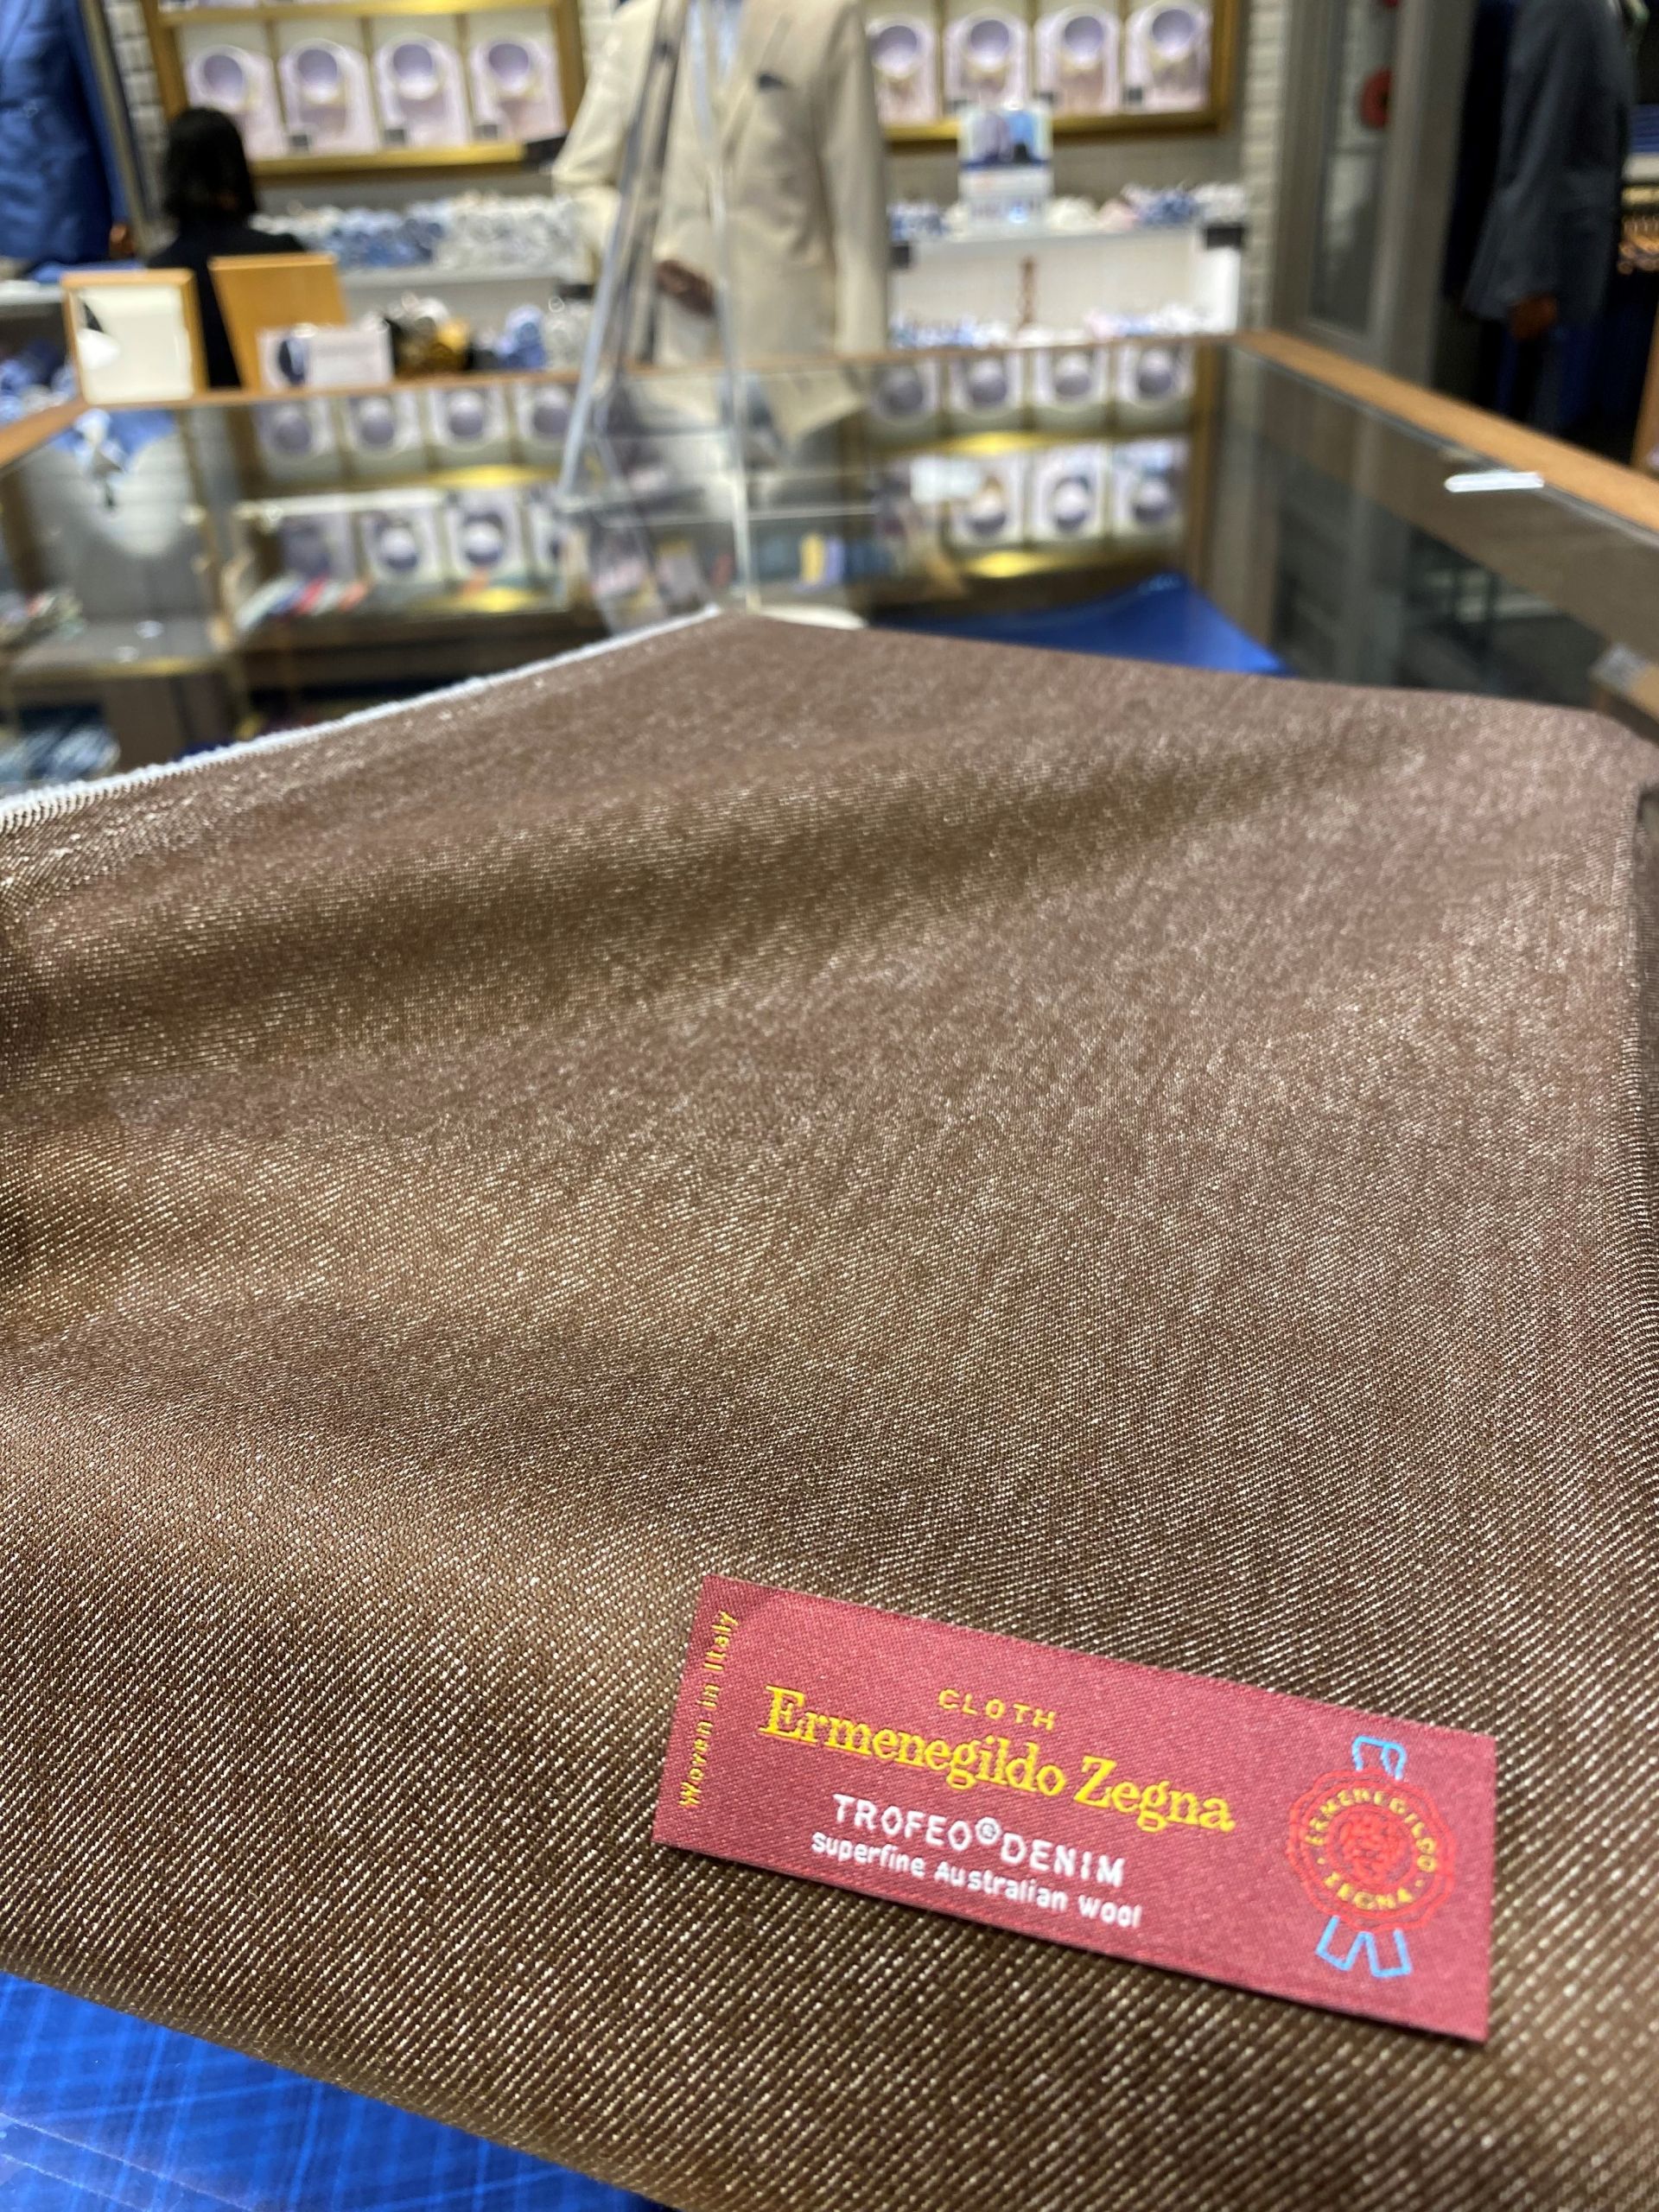 Woven in Italy
CLOTH
Ermenegildo Zegna
TROFEO® DENIM
Superfine Australian Wool
ERMENEGILDO
ZEGNA